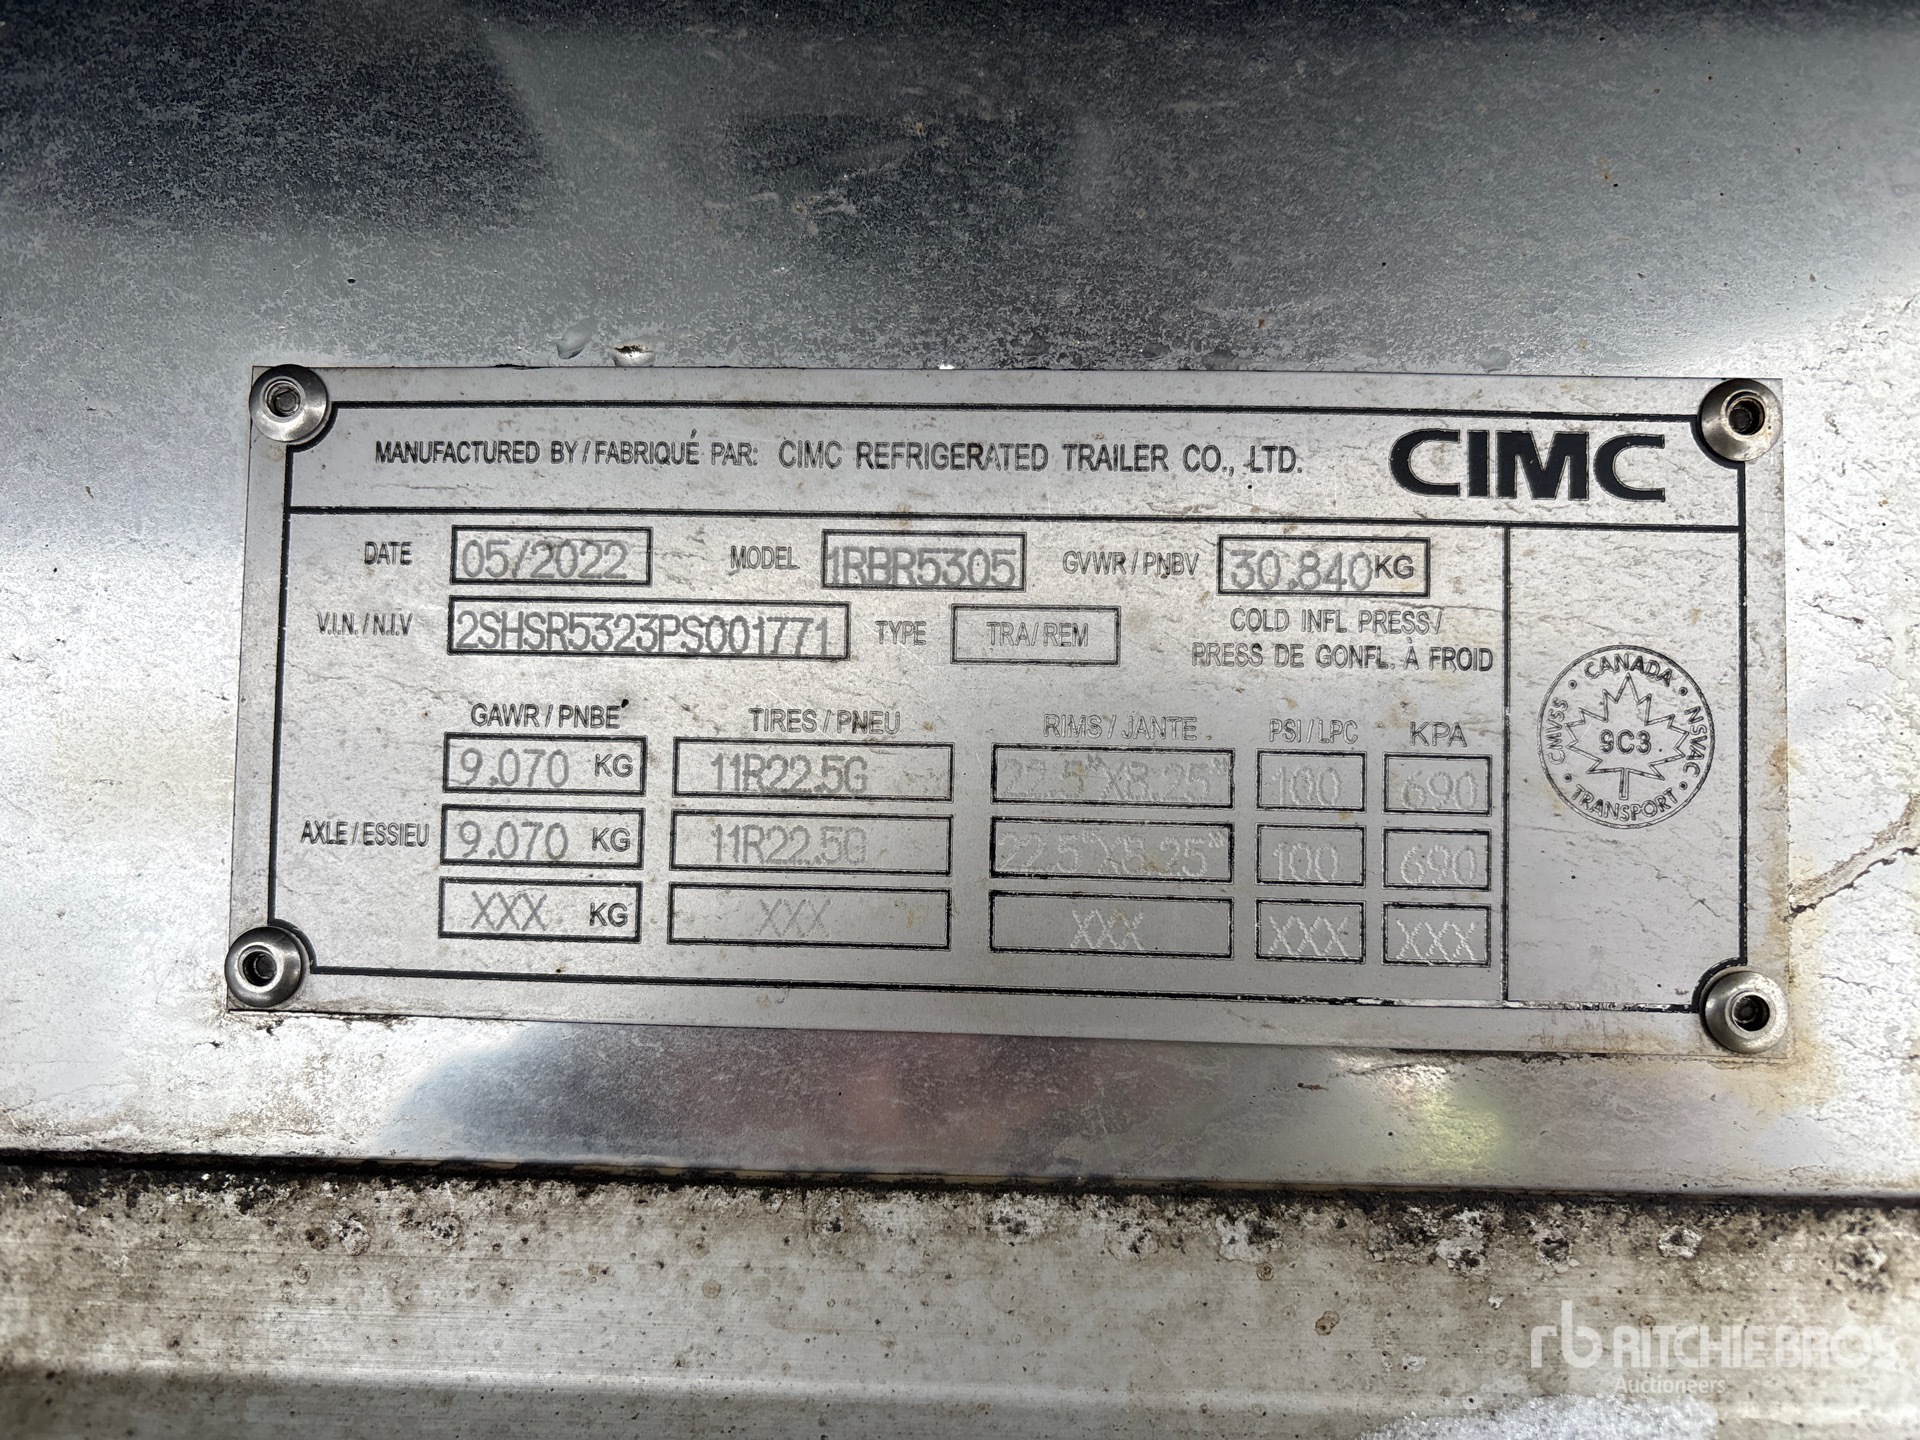 MANUFACTURED BY / FABRIQUÉ PAR: CIMC REFRIGERATED TRAILER CO., LTD. CIMC
DATE 05/2022 MODEL 1RBR5305 GVWR / PNBV 30,840 KG
V.I.N. / N.I.V 2SHSR5323PS001771 TYPE TRA/REM COLD INFL PRESS /
PRESS DE GONFL. À FROID
GAWR / PNBE TIRES / PNEU RIMS / JANTE PSI / LPC KPA
9,070 KG 11R22.5G 22.5"X8.25" 100 690
AXLE / ESSIEU 9,070 KG 11R22.5G 22.5"X8.25" 100 690
XXX KG XXX XXX XXX XXX
CANADA
CMVSS 9C3 NSVAC
TRANSPORT
rb RITCHIE BROS
Auctioneers